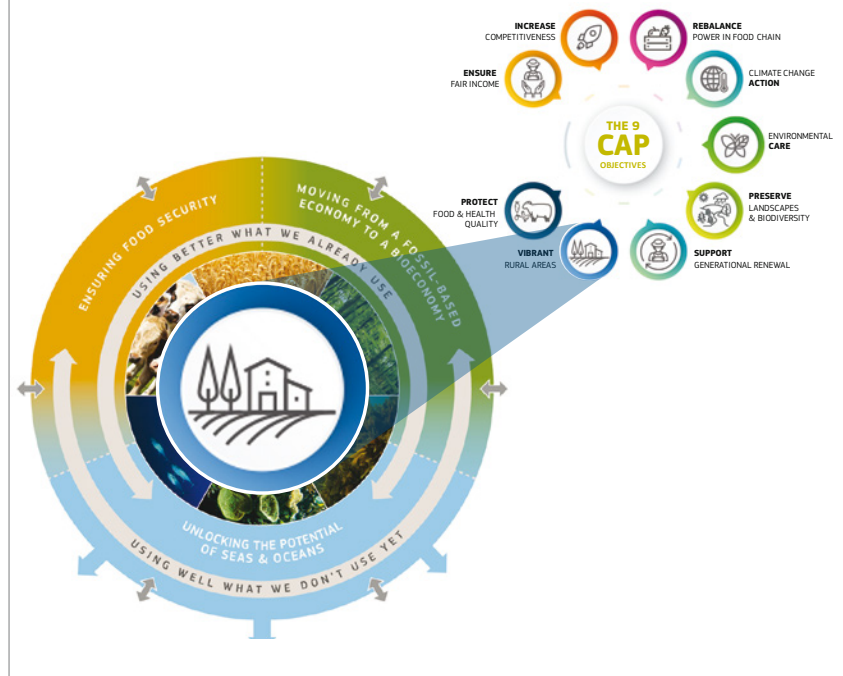 INCREASE
COMPETITIVENESS
REBALANCE
POWER IN FOOD CHAIN
ENSURE
FAIR INCOME
CLIMATE CHANGE
ACTION
THE 9
CAP
OBJECTIVES
ENVIRONMENTAL
CARE
PROTECT
FOOD & HEALTH
QUALITY
PRESERVE
LANDSCAPES
& BIODIVERSITY
VIBRANT
RURAL AREAS
SUPPORT
GENERATIONAL RENEWAL
ENSURING FOOD SECURITY
MOVING FROM A FOSSIL-BASED
ECONOMY TO A BIOECONOMY
USING BETTER WHAT WE ALREADY USE
UNLOCKING THE POTENTIAL
OF SEAS & OCEANS
USING WELL WHAT WE DON'T USE YET